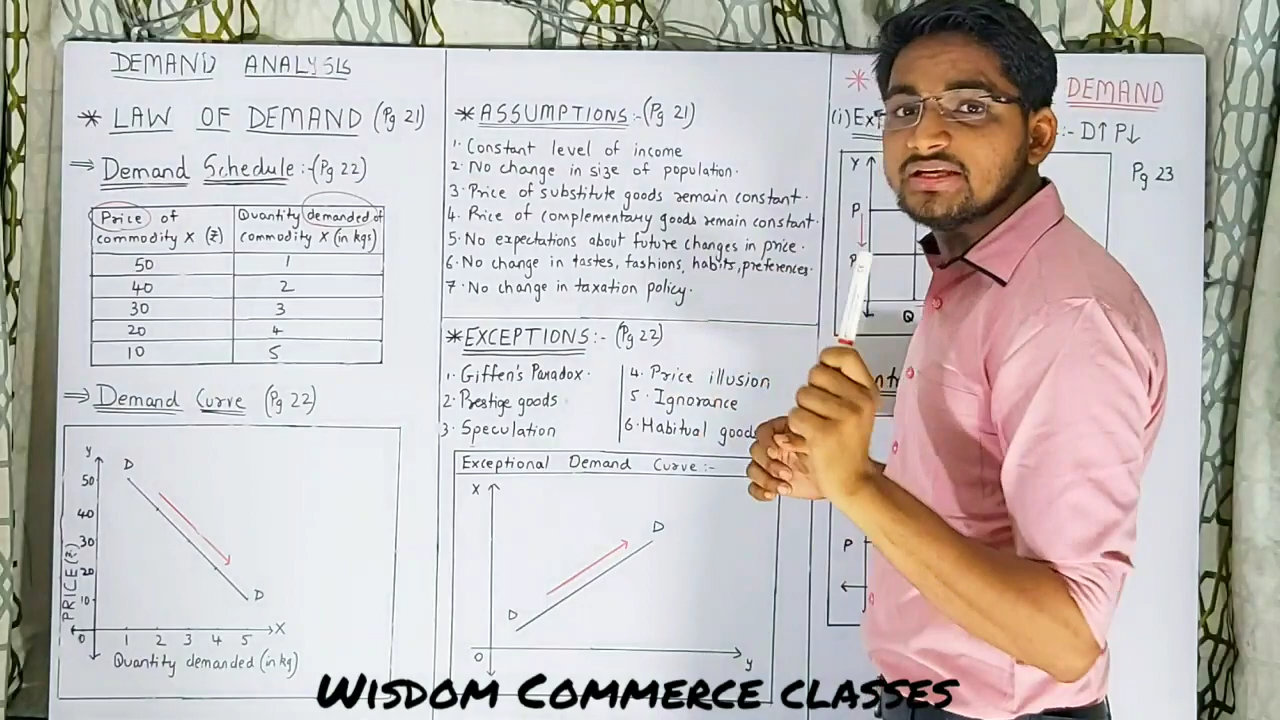 DEMAND ANALYSIS
* LAW OF DEMAND (Pg 21)
⇒ Demand Schedule :- (Pg 22)
Price of commodity X (₹)
Quantity demanded of commodity X (in kgs)
50 1
40 2
30 3
20 4
10 5
⇒ Demand Curve (Pg 22)
y
D
50
40
30
20
10
PRICE (₹)
D
0 1 2 3 4 5 X
Quantity demanded (in kg)
* ASSUMPTIONS :- (Pg 21)
1. Constant level of income
2. No change in size of population.
3. Price of substitute goods remain constant.
4. Price of complementary goods remain constant.
5. No expectations about future changes in price.
6. No change in tastes, fashions, habits, preferences.
7. No change in taxation policy.
* EXCEPTIONS :- (Pg 22)
1. Giffen's Paradox.
2. Prestige goods
3. Speculation
4. Price illusion
5. Ignorance
6. Habitual goods
Exceptional Demand Curve :-
X
D
D
0
y
* DEMAND
(i) :- D↑ P↓
Pg 23
Y
P
Q
P
WISDOM COMMERCE CLASSES